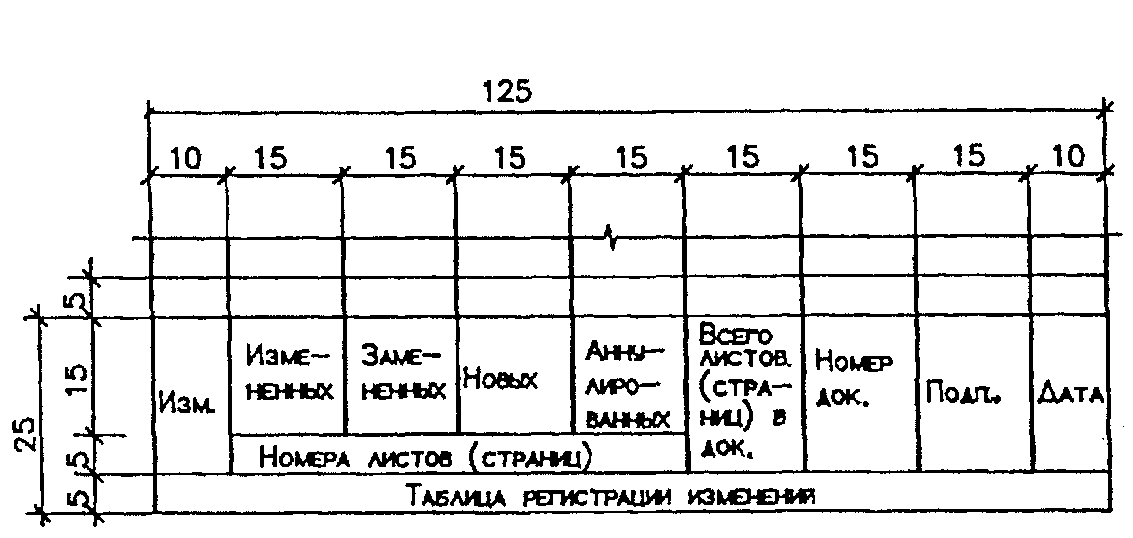 125
10 15 15 15 15 15 15 15 10
5
15
25
5
5
Изм.
Изме-
ненных
Заме-
ненных
Новых
Анну-
лиро-
ванных
Всего
листов.
(стра-
ниц) в
док.
Номер
док.
Подп.
Дата
Номера листов (страниц)
Таблица регистрации изменений